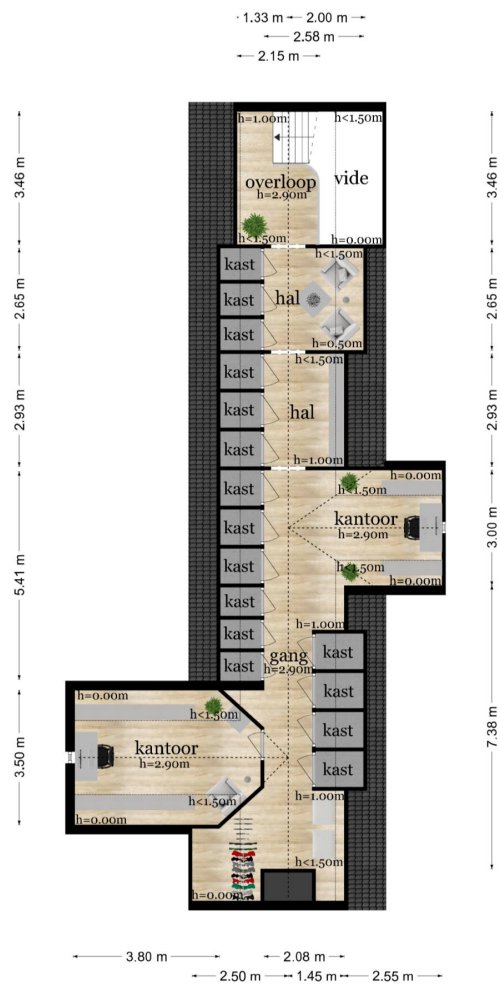 1.33 m 2.00 m
2.58 m
2.15 m
h=1.00m h<1.50m
3.46 m 3.46 m
overloop vide
h=2.90m
h<1.50m h=0.00m
kast h<1.50m
2.65 m 2.65 m
kast hal
kast h=0.50m
kast h<1.50m
2.93 m 2.93 m
kast hal
kast h=1.00m
kast h=0.00m
h<1.50m
kast kantoor
h=2.90m
3.00 m
5.41 m
kast h<1.50m
h=0.00m
kast
kast h=1.00m
kast gang kast
h=2.90m
kast
h=0.00m kast
h<1.50m
3.50 m 7.38 m
kantoor kast
h=2.90m
kast
h<1.50m h=1.00m
h=0.00m
h<1.50m
h=0.00m
3.80 m 2.08 m
2.50 m 1.45 m 2.55 m